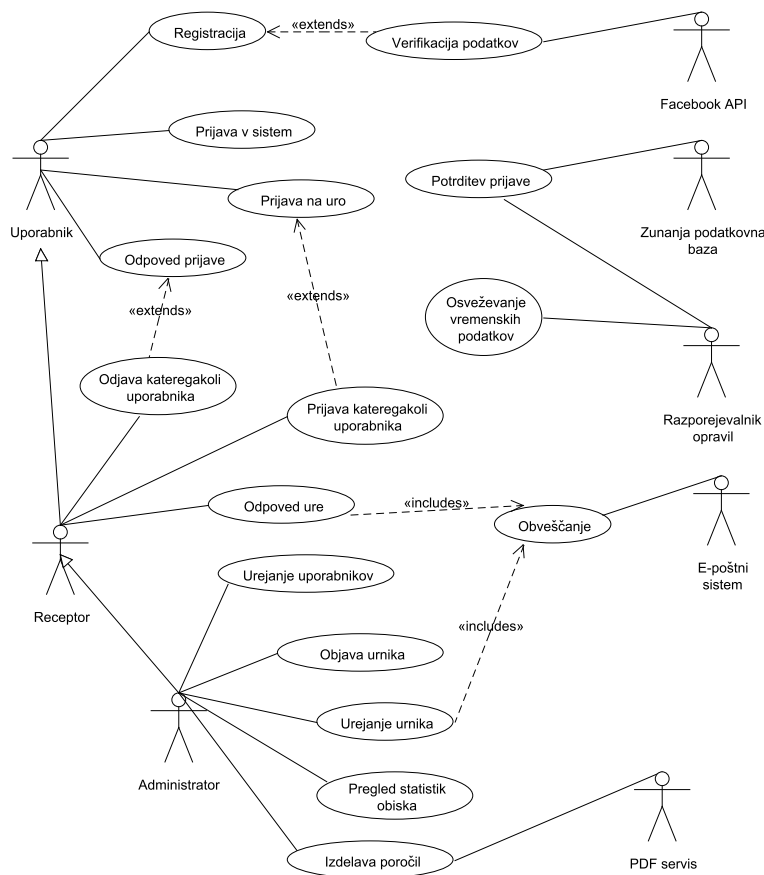 «extends»
Registracija
Verifikacija podatkov
Facebook API
Prijava v sistem
Uporabnik
Prijava na uro
Potrditev prijave
Zunanja podatkovna
baza
Odpoved prijave
«extends»
«extends»
Osveževanje
vremenskih
podatkov
Odjava kateregakoli
uporabnika
Prijava kateregakoli
uporabnika
Razporejevalnik
opravil
Odpoved ure
«includes»
Obveščanje
E-poštni
sistem
Receptor
Urejanje uporabnikov
«includes»
Objava urnika
Urejanje urnika
Administrator
Pregled statistik
obiska
Izdelava poročil
PDF servis